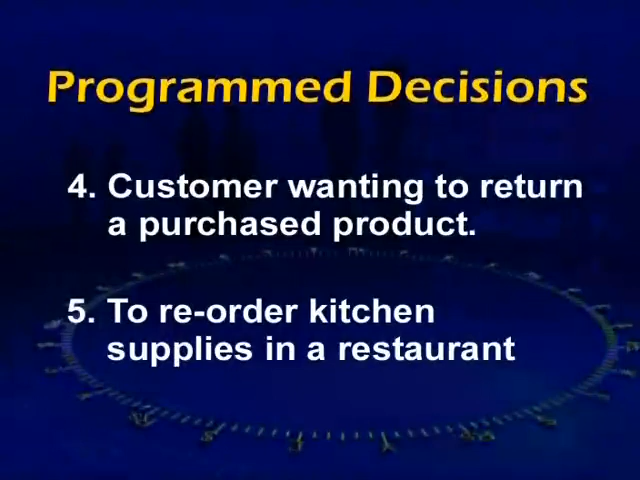 Programmed Decisions
4. Customer wanting to return
a purchased product.
5. To re-order kitchen
supplies in a restaurant